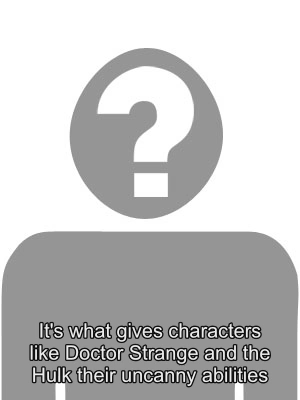 ?
It's what gives characters
like Doctor Strange and the
Hulk their uncanny abilities